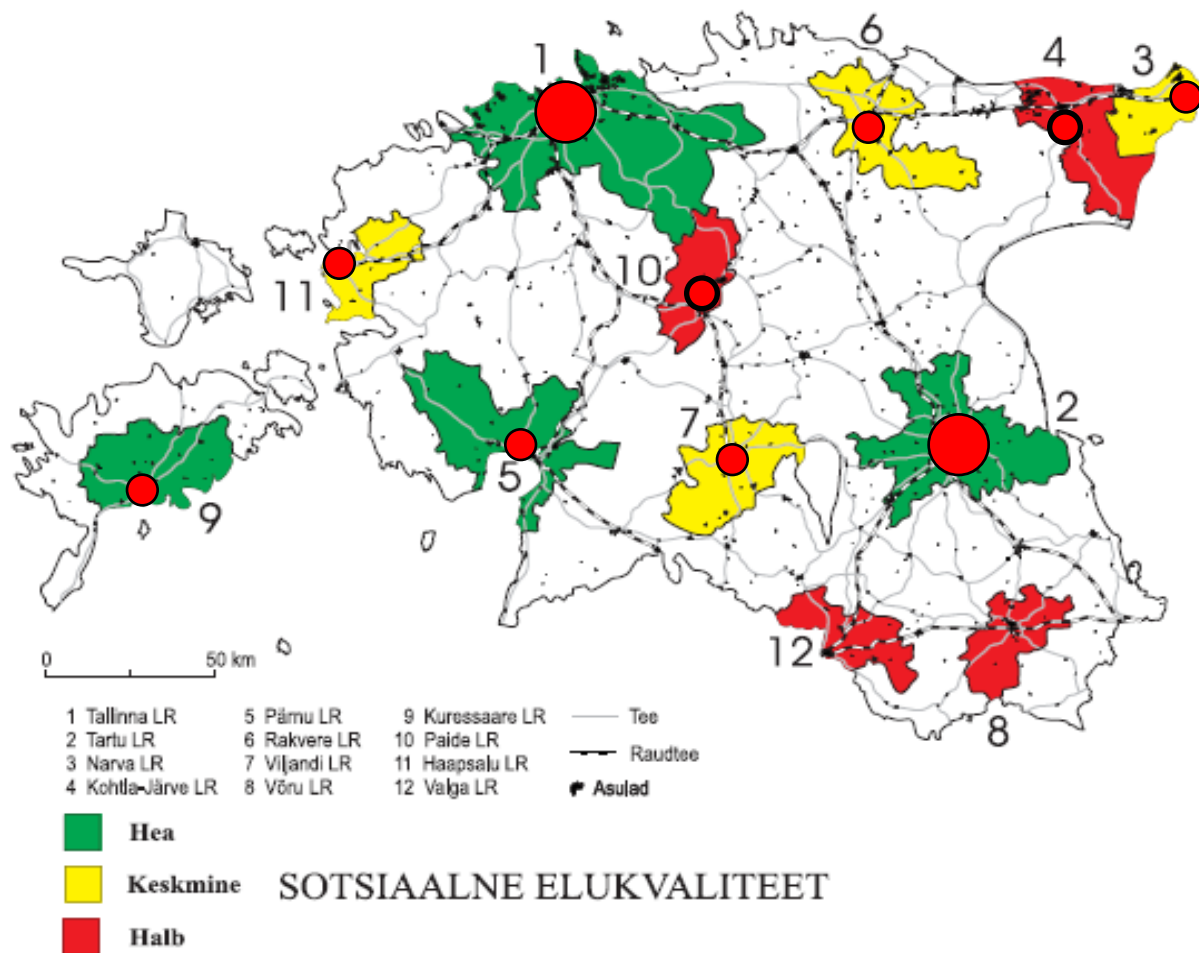 1
6
4
3
10
11
2
7
5
9
12
8
0 50 km
1 Tallinna LR 5 Pärnu LR 9 Kuressaare LR Tee
2 Tartu LR 6 Rakvere LR 10 Paide LR Raudtee
3 Narva LR 7 Viljandi LR 11 Haapsalu LR
4 Kohtla-Järve LR 8 Võru LR 12 Valga LR Asulad
Hea
Keskmine SOTSIAALNE ELUKVALITEET
Halb